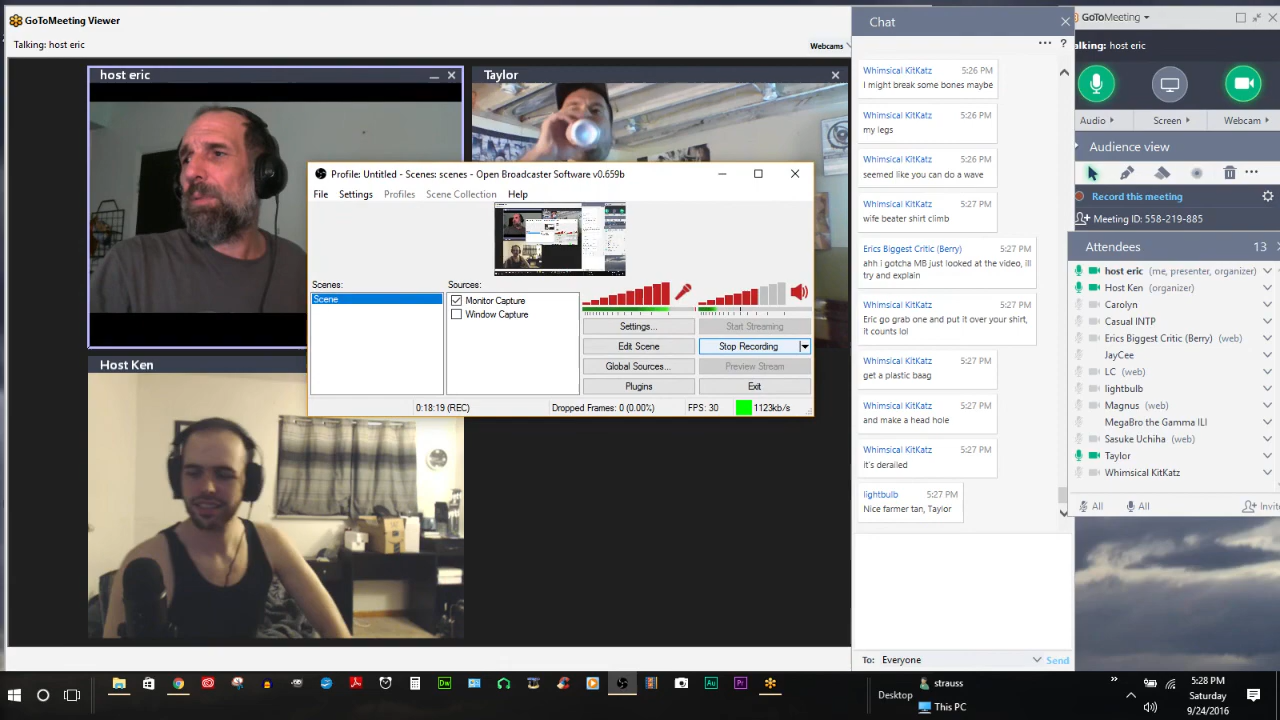 GoToMeeting Viewer
Talking: host eric
Webcams
host eric
Taylor
Host Ken
Profile: Untitled - Scenes: scenes - Open Broadcaster Software v0.659b
File Settings Profiles Scene Collection Help
Scenes:
Scene
Sources:
Monitor Capture
Window Capture
Settings...
Start Streaming
Edit Scene
Stop Recording
Global Sources...
Preview Stream
Plugins
Exit
0:18:19 (REC)
Dropped Frames: 0 (0.00%)
FPS: 30
1123kb/s
Chat
?
Whimsical KitKatz 5:26 PM
I might break some bones maybe
Whimsical KitKatz 5:26 PM
my legs
Whimsical KitKatz 5:26 PM
seemed like you can do a wave
Whimsical KitKatz 5:27 PM
wife beater shirt climb
Erics Biggest Critic (Berry) 5:27 PM
ahh I gotcha MB just looked at the video, ill
try and explain
Whimsical KitKatz 5:27 PM
Eric go grab one and put it over your shirt,
it counts lol
Whimsical KitKatz 5:27 PM
get a plastic baag
Whimsical KitKatz 5:27 PM
and make a head hole
Whimsical KitKatz 5:27 PM
it's derailed
lightbulb 5:27 PM
Nice farmer tan, Taylor
To: Everyone
Send
GoToMeeting
alking: host eric
Audio Screen Webcam
Audience view
Record this meeting
Meeting ID: 558-219-885
Attendees 13
host eric (me, presenter, organizer)
Host Ken (organizer)
Carolyn
Casual INTP
Erics Biggest Critic (Berry) (web)
JayCee
LC (web)
lightbulb
Magnus (web)
MegaBro the Gamma ILI
Sasuke Uchiha (web)
Taylor
Whimsical KitKatz
All All Invite
Dw
Au
Pr
Desktop
strauss
This PC
5:28 PM
Saturday
9/24/2016